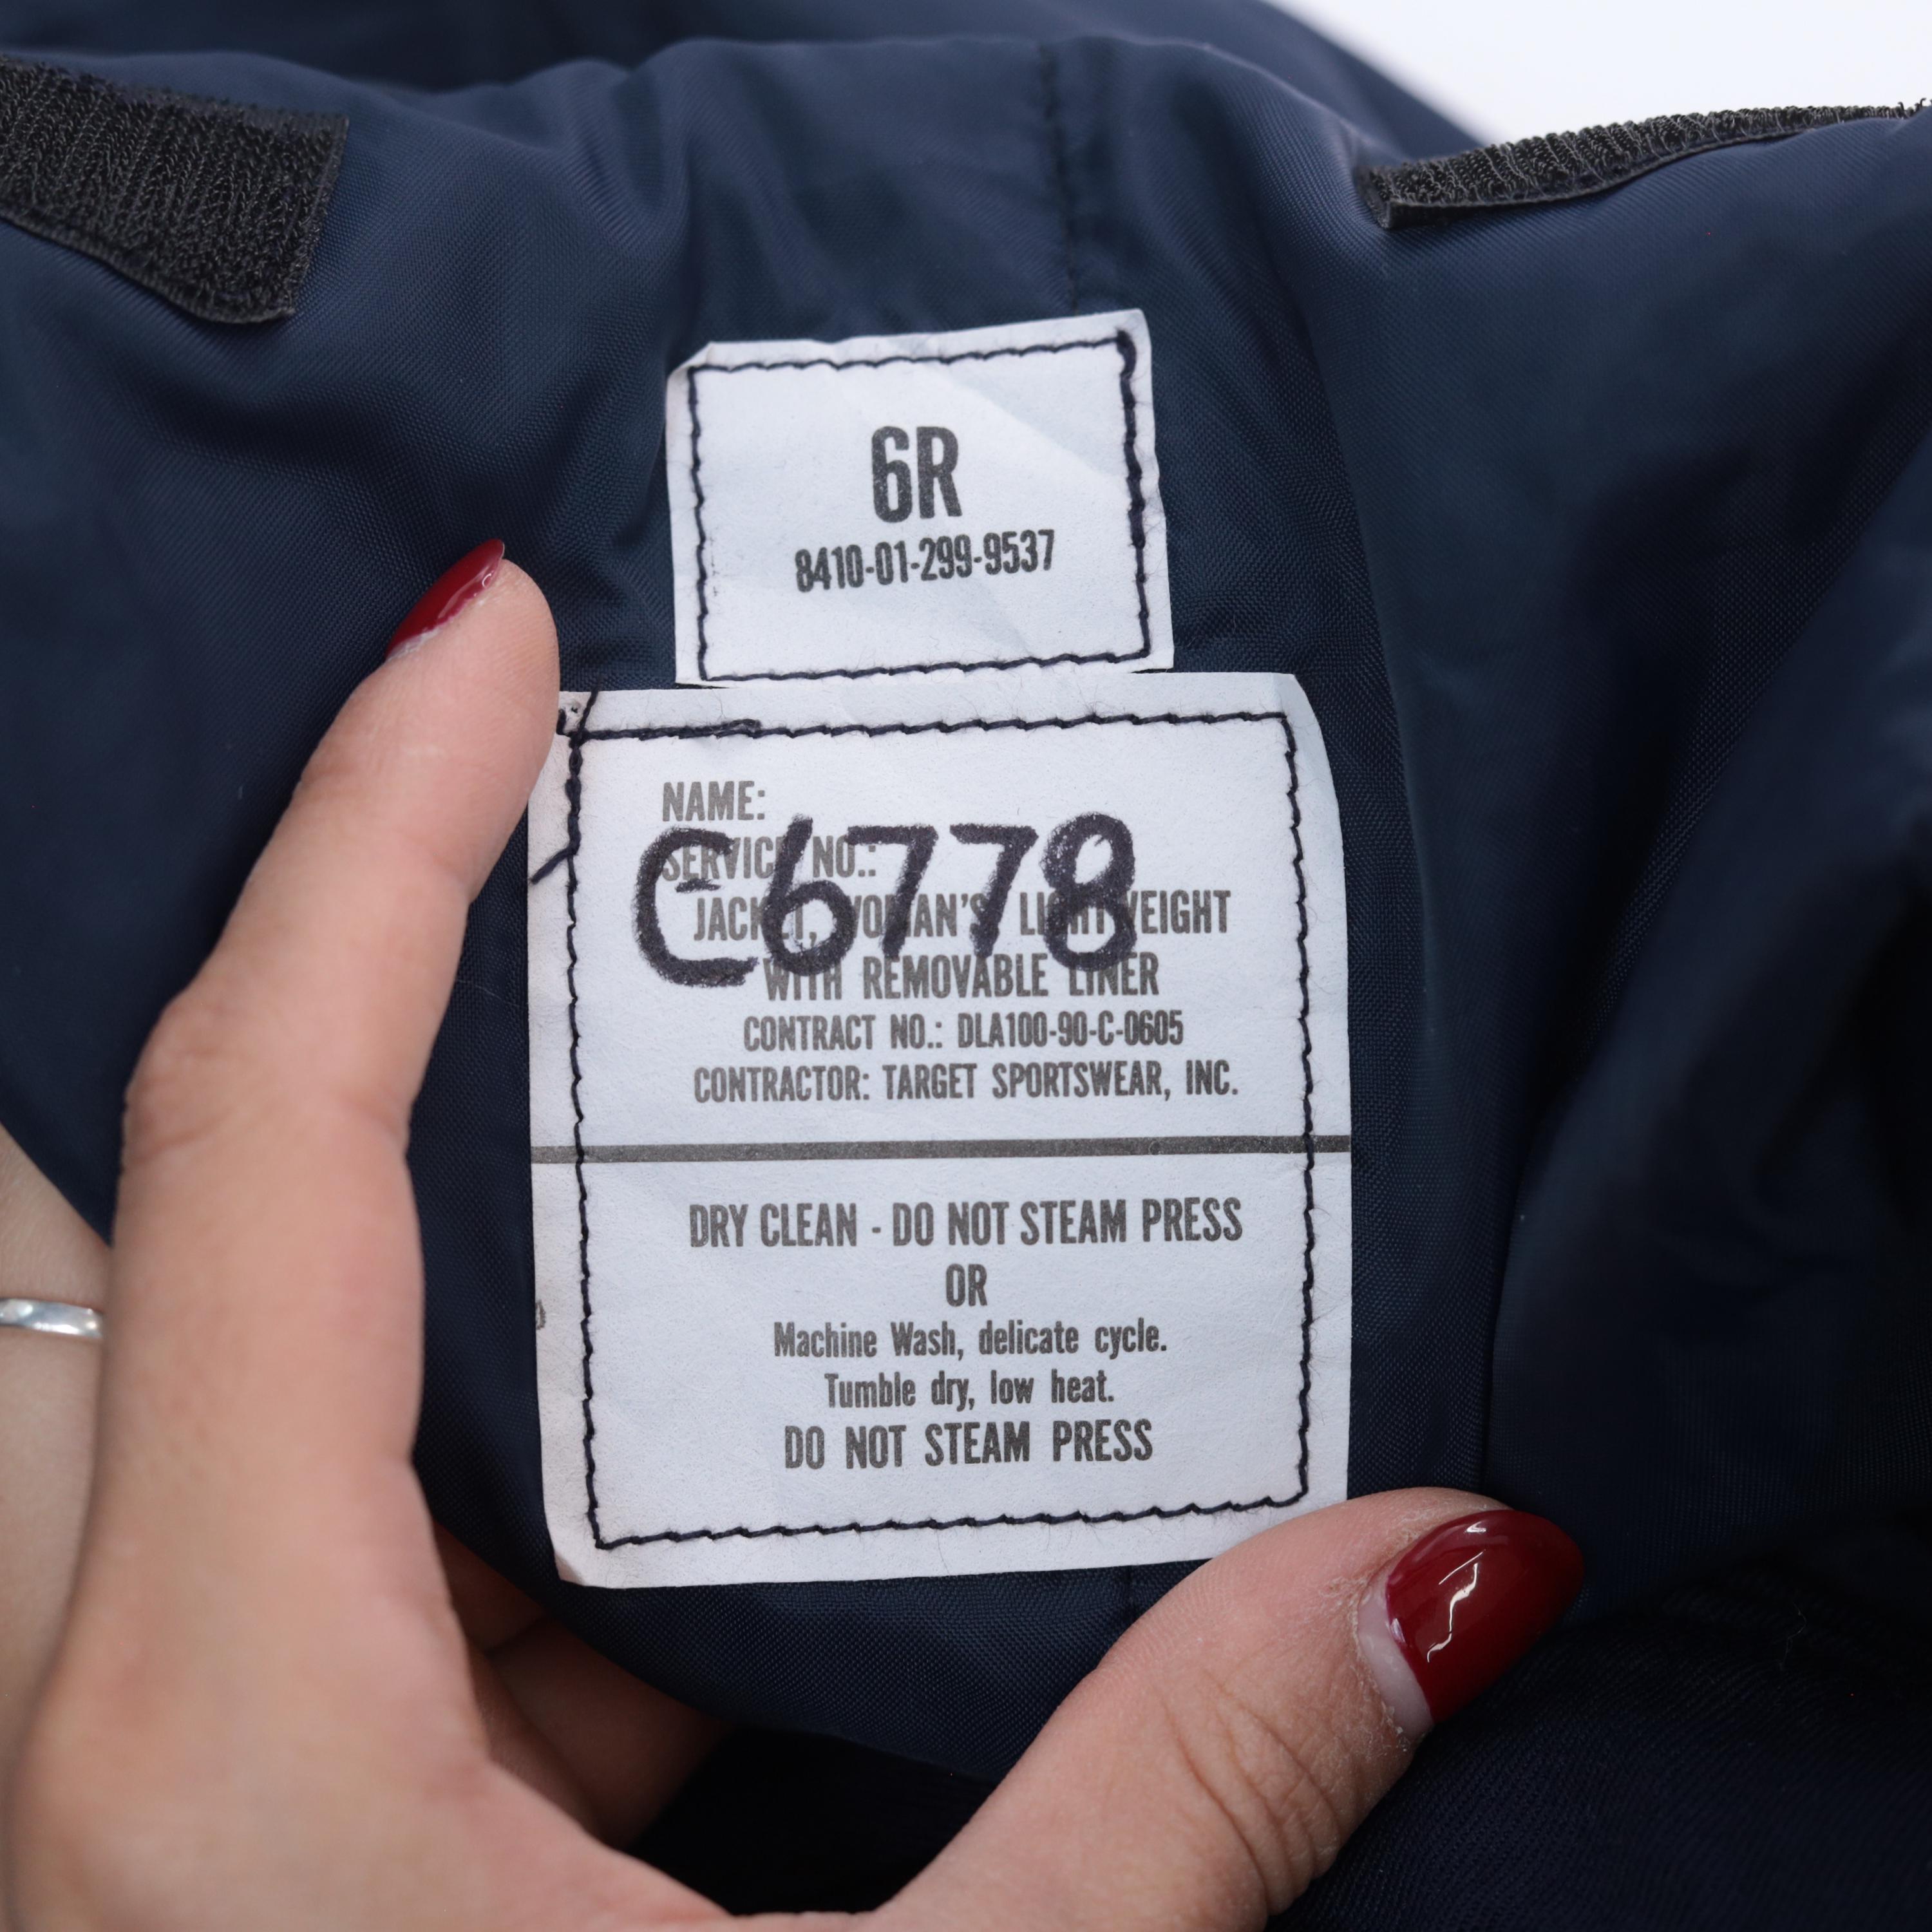 6R
8410-01-299-9537
NAME:
SERVICE NO.:
C6778
JACKET, WOMAN'S, LIGHTWEIGHT
WITH REMOVABLE LINER
CONTRACT NO.: DLA100-90-C-0605
CONTRACTOR: TARGET SPORTSWEAR, INC.
DRY CLEAN - DO NOT STEAM PRESS
OR
Machine Wash, delicate cycle.
Tumble dry, low heat.
DO NOT STEAM PRESS